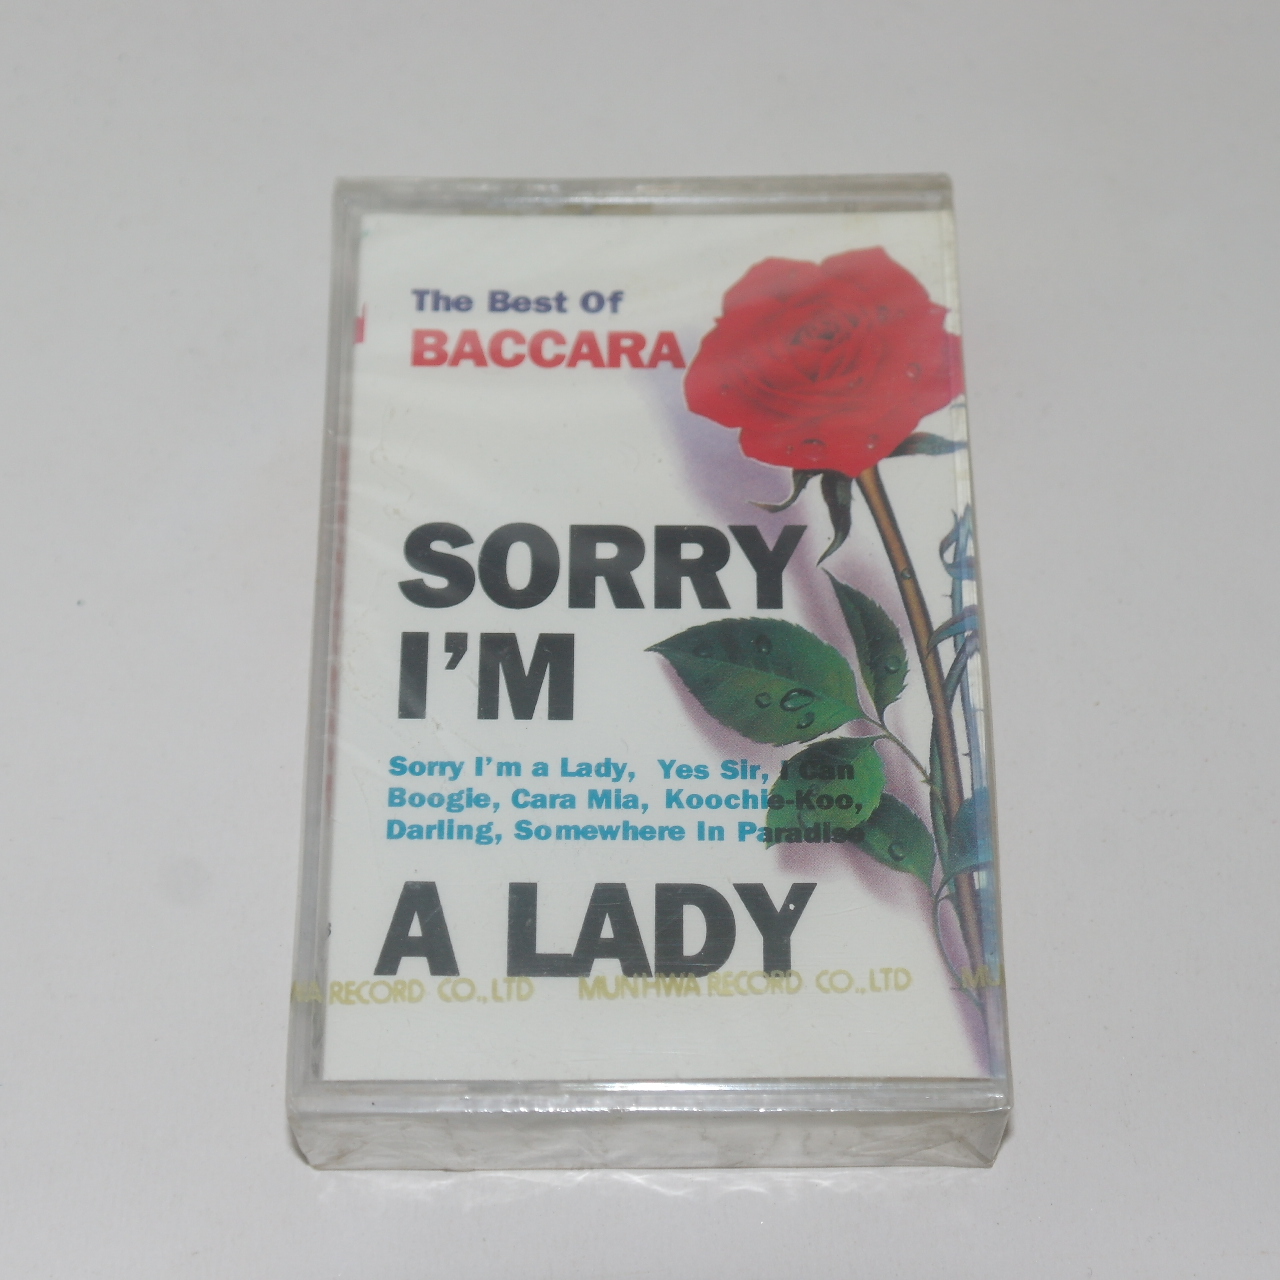 The Best Of
BACCARA
SORRY
I'M
Sorry I'm a Lady, Yes Sir, I Can
Boogie, Cara Mia, Koochie-Koo,
Darling, Somewhere In Paradise
A LADY
RECORD CO.,LTD MUNHWA RECORD CO.,LTD